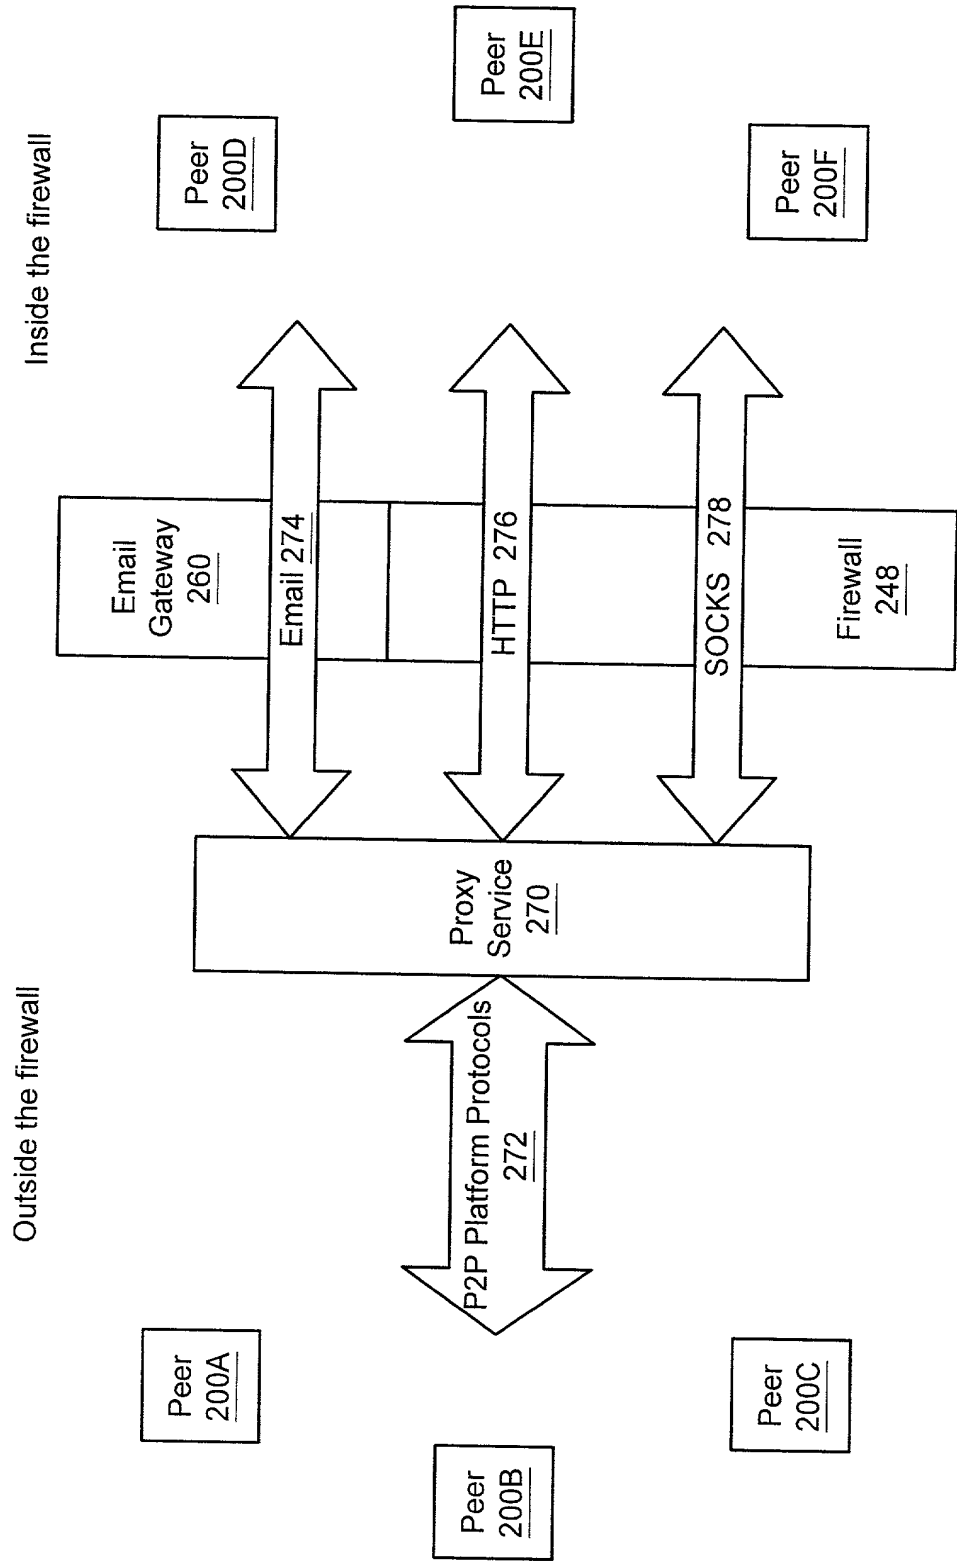 Outside the firewall
Inside the firewall
Peer
200A
Peer
200B
Peer
200C
P2P Platform Protocols
272
Proxy
Service
270
Email
Gateway
260
Email 274
HTTP 276
SOCKS 278
Firewall
248
Peer
200D
Peer
200E
Peer
200F